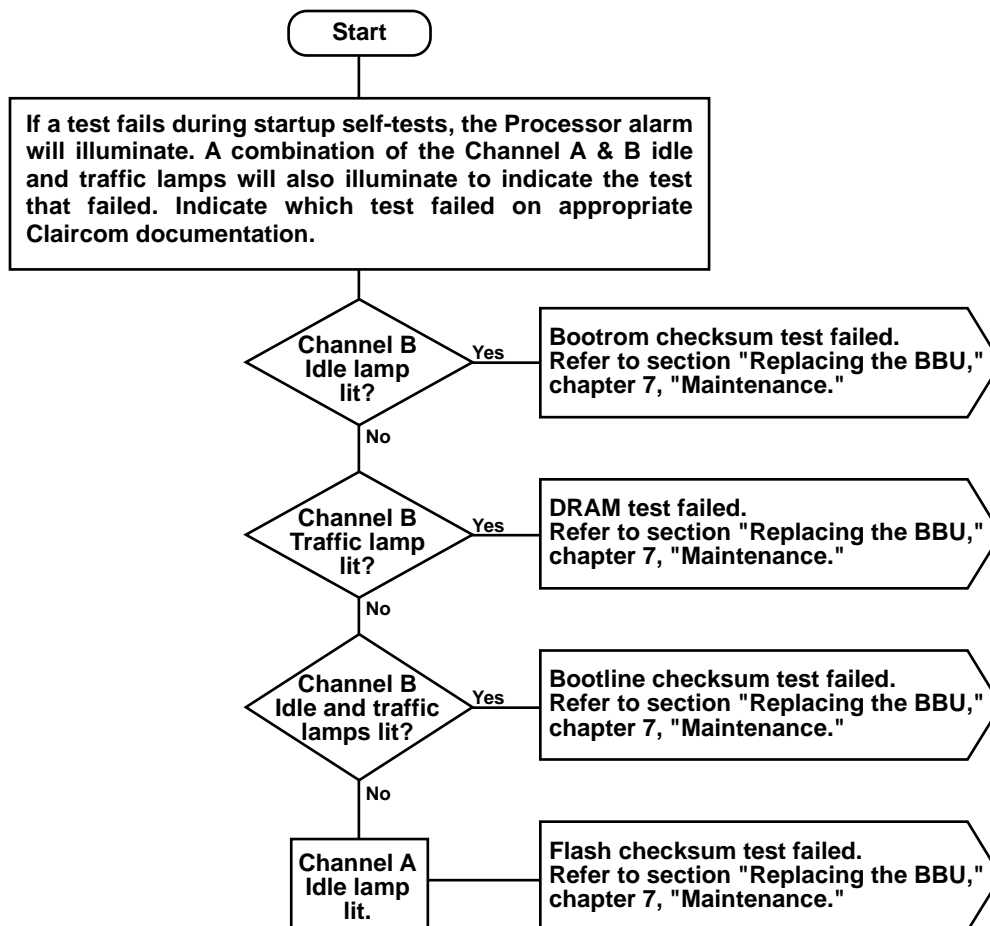 Start
If a test fails during startup self-tests, the Processor alarm
will illuminate. A combination of the Channel A & B idle
and traffic lamps will also illuminate to indicate the test
that failed. Indicate which test failed on appropriate
Claircom documentation.
Channel B
Idle lamp
lit?
Yes
Bootrom checksum test failed.
Refer to section "Replacing the BBU,"
chapter 7, "Maintenance."
No
Channel B
Traffic lamp
lit?
Yes
DRAM test failed.
Refer to section "Replacing the BBU,"
chapter 7, "Maintenance."
No
Channel B
Idle and traffic
lamps lit?
Yes
Bootline checksum test failed.
Refer to section "Replacing the BBU,"
chapter 7, "Maintenance."
No
Channel A
Idle lamp
lit.
Flash checksum test failed.
Refer to section "Replacing the BBU,"
chapter 7, "Maintenance."